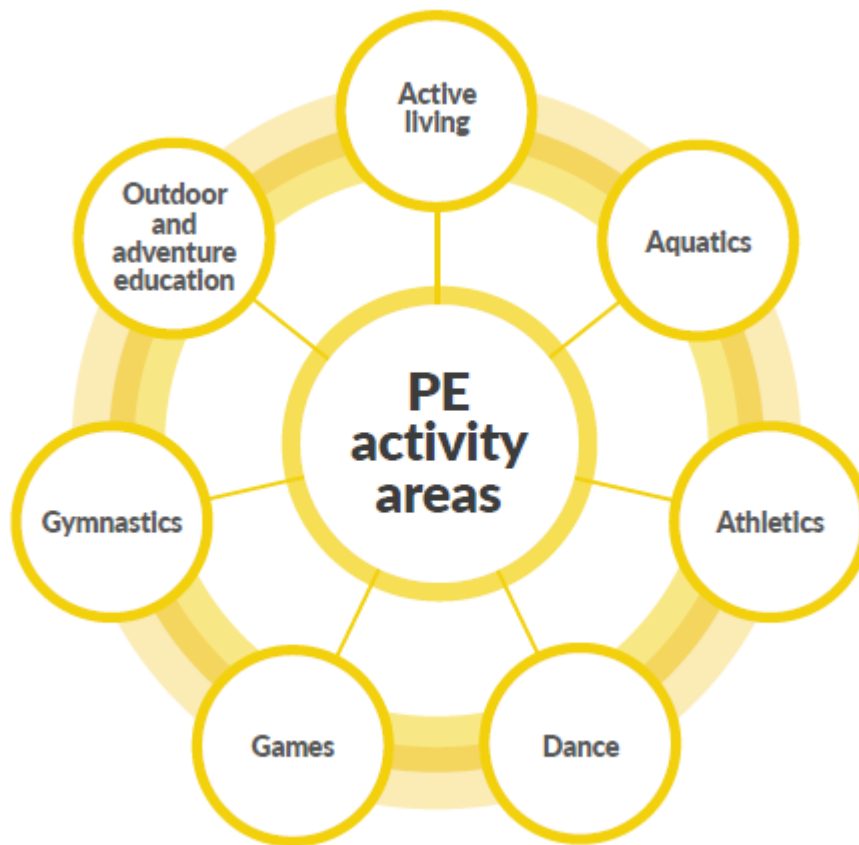 PE
activity
areas
Active
living
Aquatics
Athletics
Dance
Games
Gymnastics
Outdoor
and
adventure
education